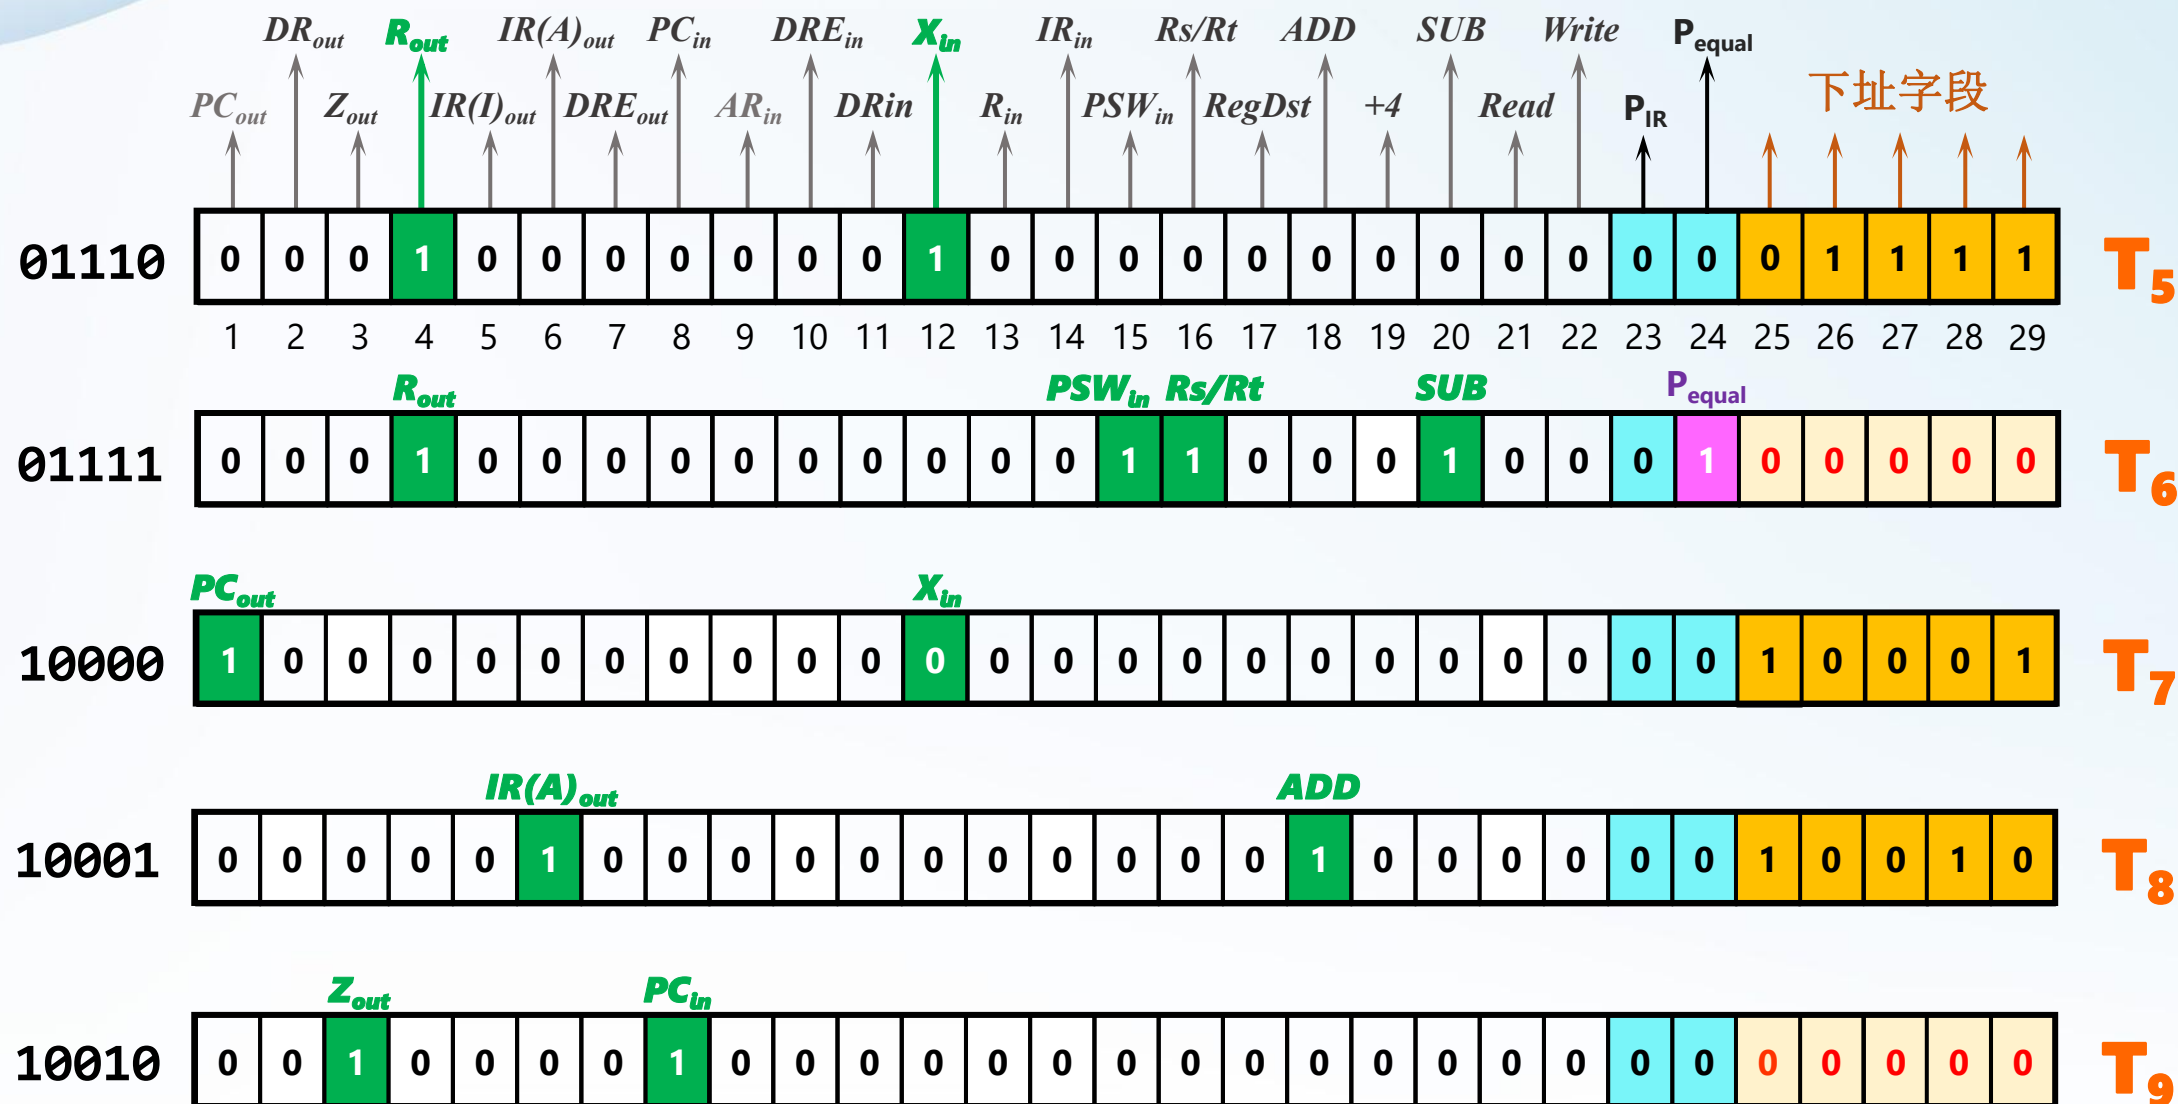 DRout Rout IR(A)out PCin DREin Xin IRin Rs/Rt ADD SUB Write Pequal
PCout Zout IR(I)out DREout ARin DRin Rin PSWin RegDst +4 Read PIR 下址字段
01110 0 0 0 1 0 0 0 0 0 0 0 1 0 0 0 0 0 0 0 0 0 0 0 0 0 1 1 1 1 T5
1 2 3 4 5 6 7 8 9 10 11 12 13 14 15 16 17 18 19 20 21 22 23 24 25 26 27 28 29
Rout PSWin Rs/Rt SUB Pequal
01111 0 0 0 1 0 0 0 0 0 0 0 0 0 0 1 1 0 0 0 1 0 0 0 1 0 0 0 0 0 T6
PCout Xin
10000 1 0 0 0 0 0 0 0 0 0 0 0 0 0 0 0 0 0 0 0 0 0 0 0 1 0 0 0 1 T7
IR(A)out ADD
10001 0 0 0 0 0 1 0 0 0 0 0 0 0 0 0 0 0 1 0 0 0 0 0 0 1 0 0 1 0 T8
Zout PCin
10010 0 0 1 0 0 0 0 1 0 0 0 0 0 0 0 0 0 0 0 0 0 0 0 0 0 0 0 0 0 T9